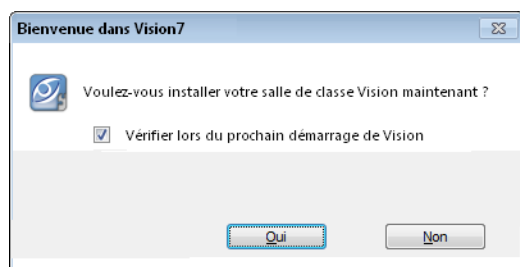 Bienvenue dans Vision7
Voulez-vous installer votre salle de classe Vision maintenant ?
Vérifier lors du prochain démarrage de Vision
Oui
Non